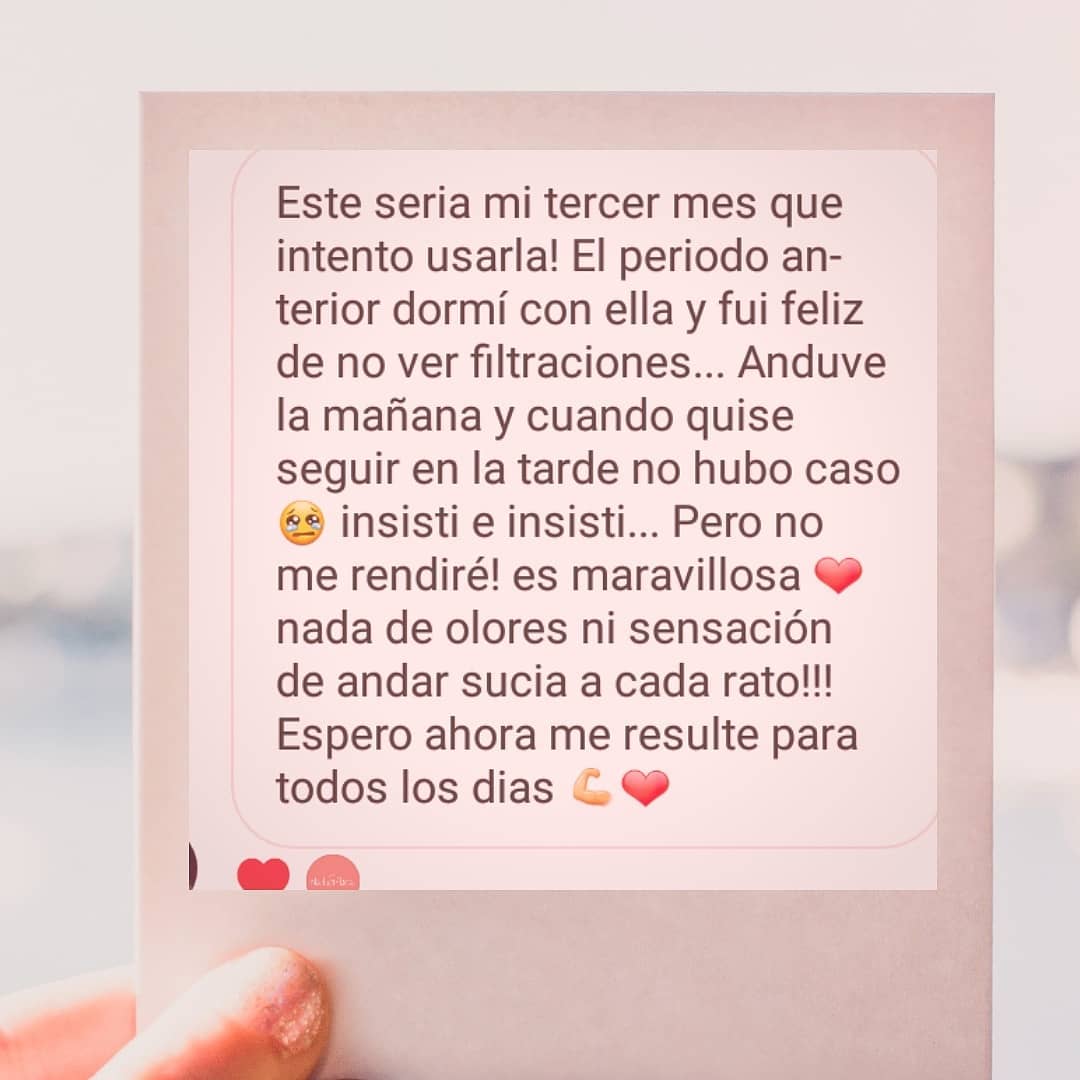 Este seria mi tercer mes que
intento usarla! El periodo an-
terior dormí con ella y fui feliz
de no ver filtraciones... Anduve
la mañana y cuando quise
seguir en la tarde no hubo caso
🥺 insisti e insisti... Pero no
me rendiré! es maravillosa ❤
nada de olores ni sensación
de andar sucia a cada rato!!!
Espero ahora me resulte para
todos los dias 💪❤